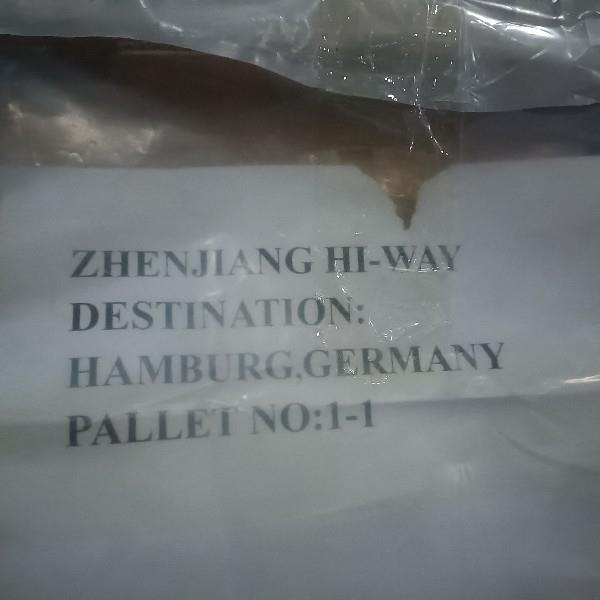 ZHENJIANG HI-WAY
DESTINATION:
HAMBURG,GERMANY
PALLET NO:1-1